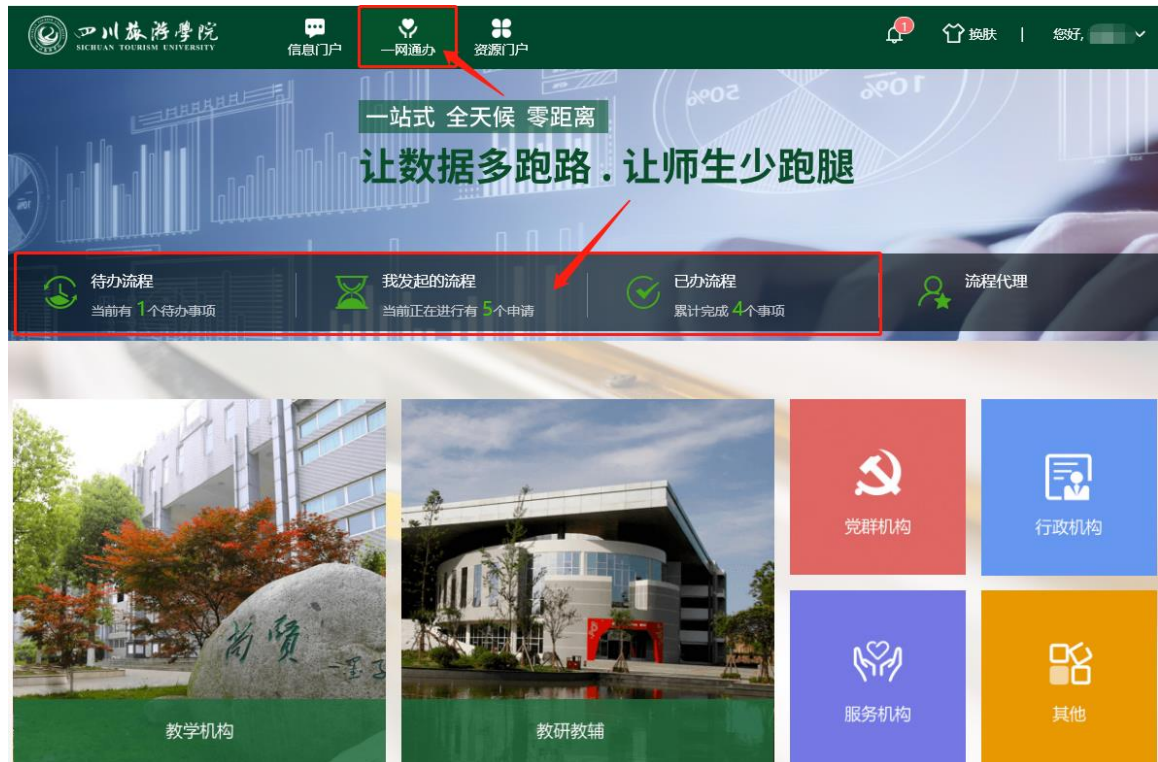 四川旅游學院
SICHUAN TOURISM UNIVERSITY
信息门户
一网通办
资源门户
1
换肤
|
您好,
一站式 全天候 零距离
让数据多跑路 . 让师生少跑腿
50%
10%
待办流程
当前有 1个待办事项
我发起的流程
当前正在进行有 5个申请
已办流程
累计完成 4个事项
流程代理
尚贤
教学机构
教研教辅
党群机构
行政机构
服务机构
其他